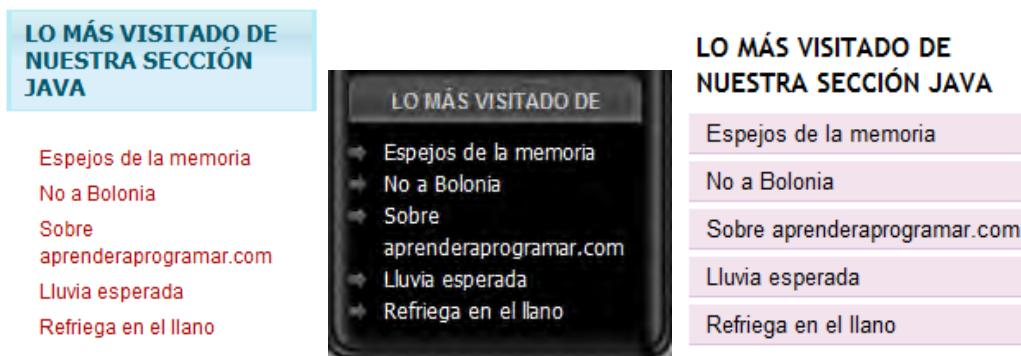 LO MÁS VISITADO DE
NUESTRA SECCIÓN
JAVA
Espejos de la memoria
No a Bolonia
Sobre
aprenderaprogramar.com
Lluvia esperada
Refriega en el llano
LO MÁS VISITADO DE
Espejos de la memoria
No a Bolonia
Sobre
aprenderaprogramar.com
Lluvia esperada
Refriega en el llano
LO MÁS VISITADO DE
NUESTRA SECCIÓN JAVA
Espejos de la memoria
No a Bolonia
Sobre aprenderaprogramar.com
Lluvia esperada
Refriega en el llano